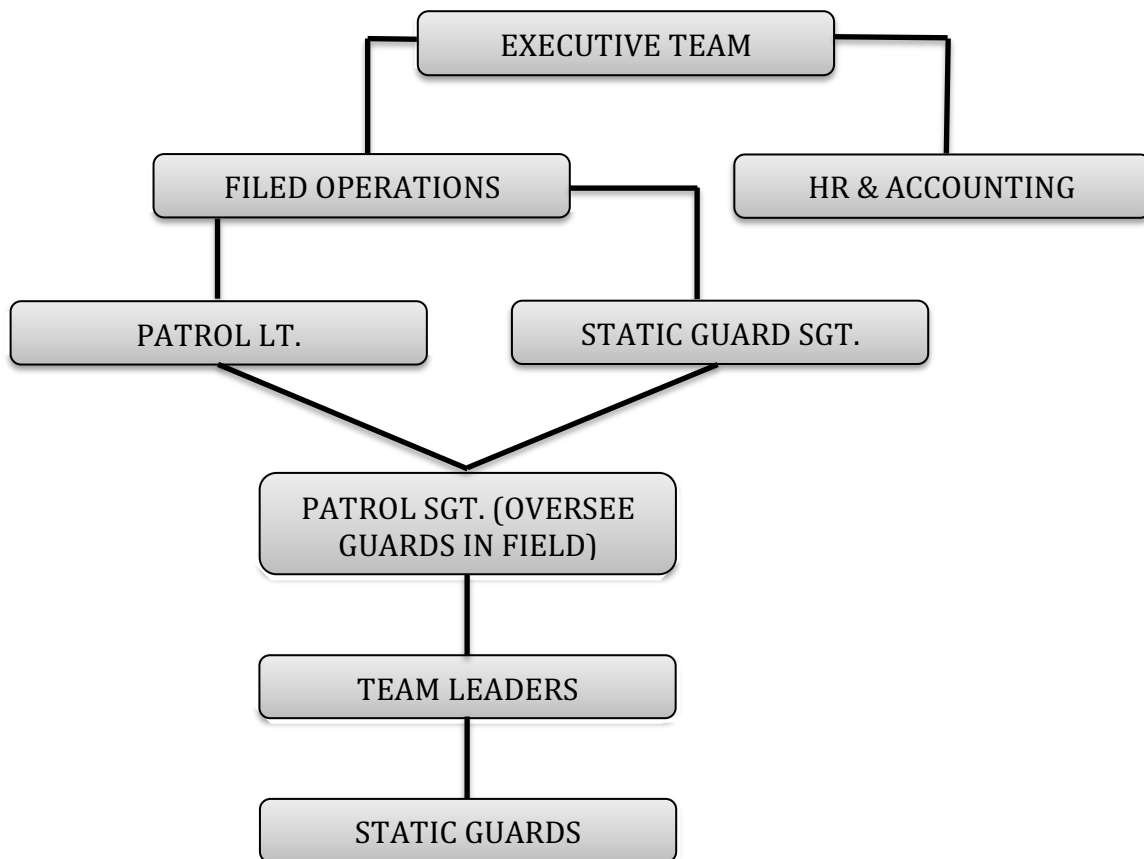 EXECUTIVE TEAM
FILED OPERATIONS
HR & ACCOUNTING
PATROL LT.
STATIC GUARD SGT.
PATROL SGT. (OVERSEE
GUARDS IN FIELD)
TEAM LEADERS
STATIC GUARDS